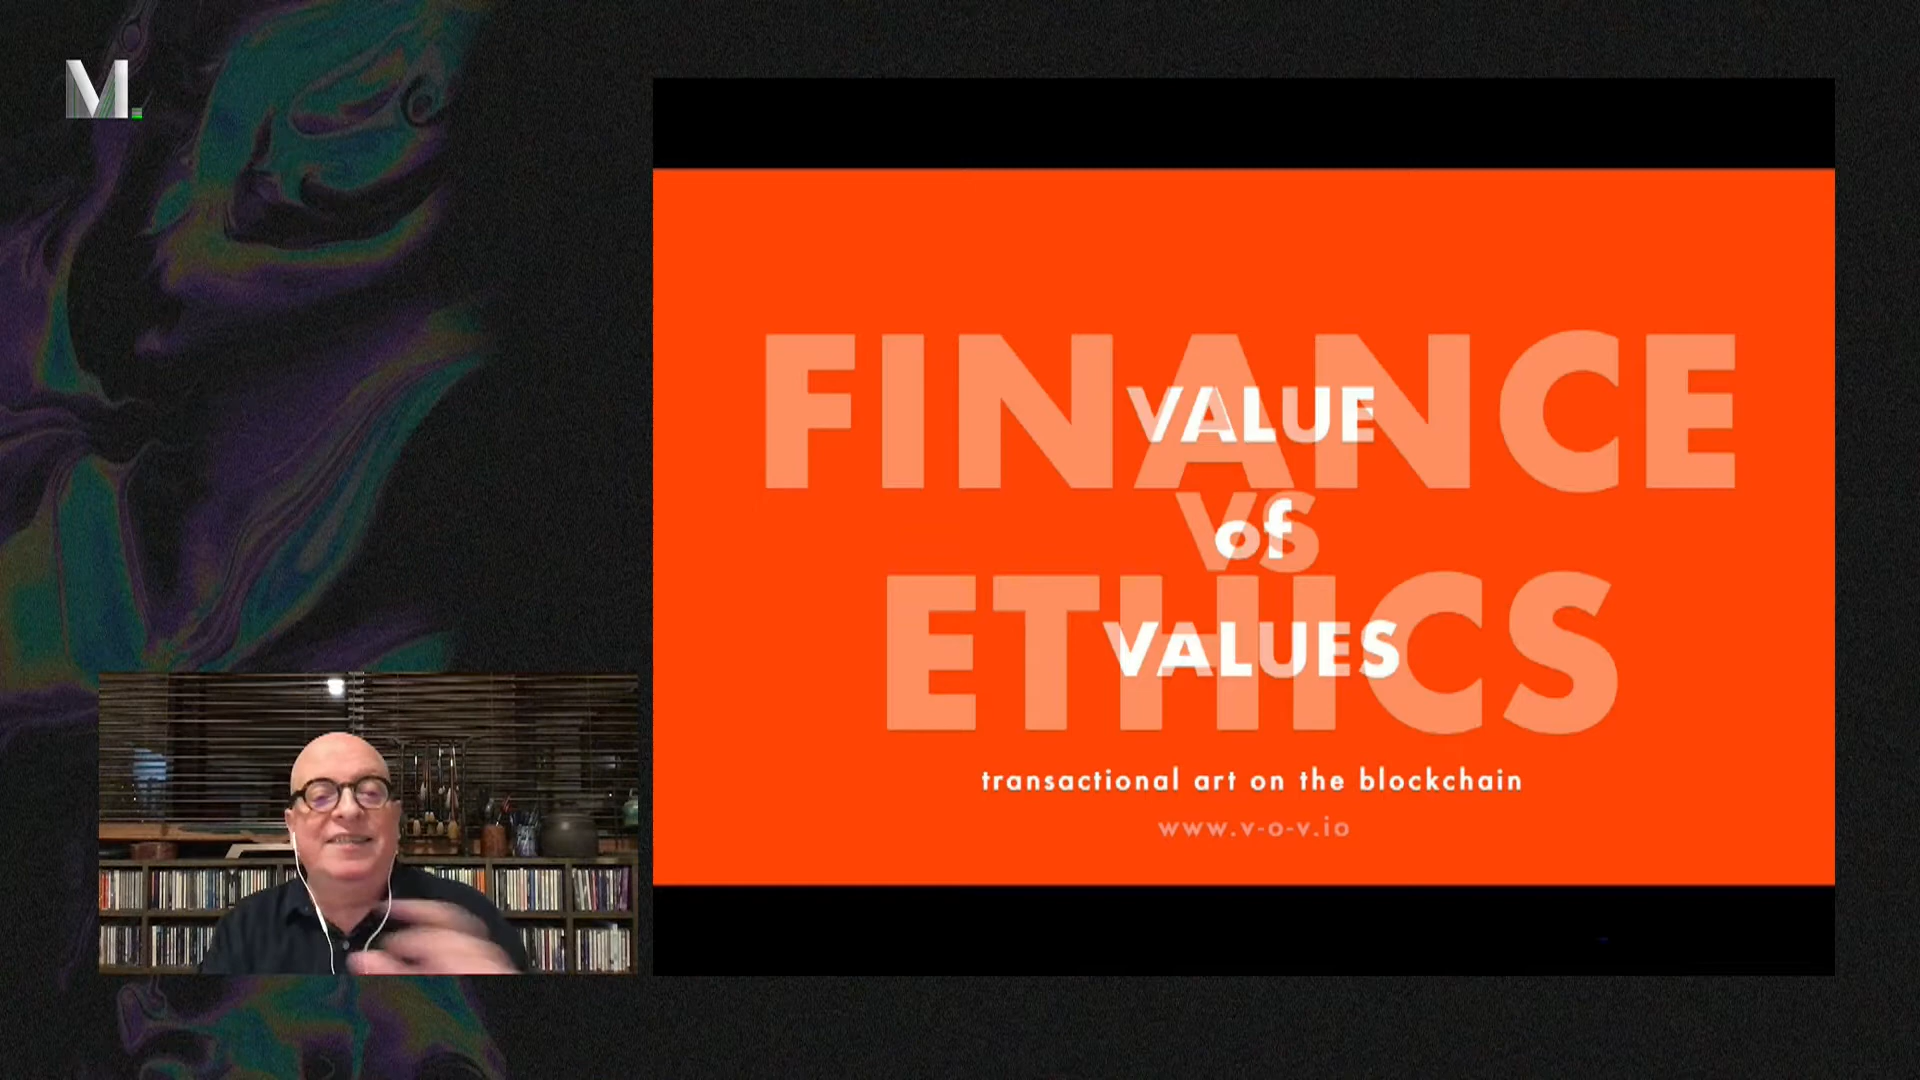 M.
FINANCE
VALUE
VS
of
ETHICS
VALUES
transactional art on the blockchain
www.v-o-v.io